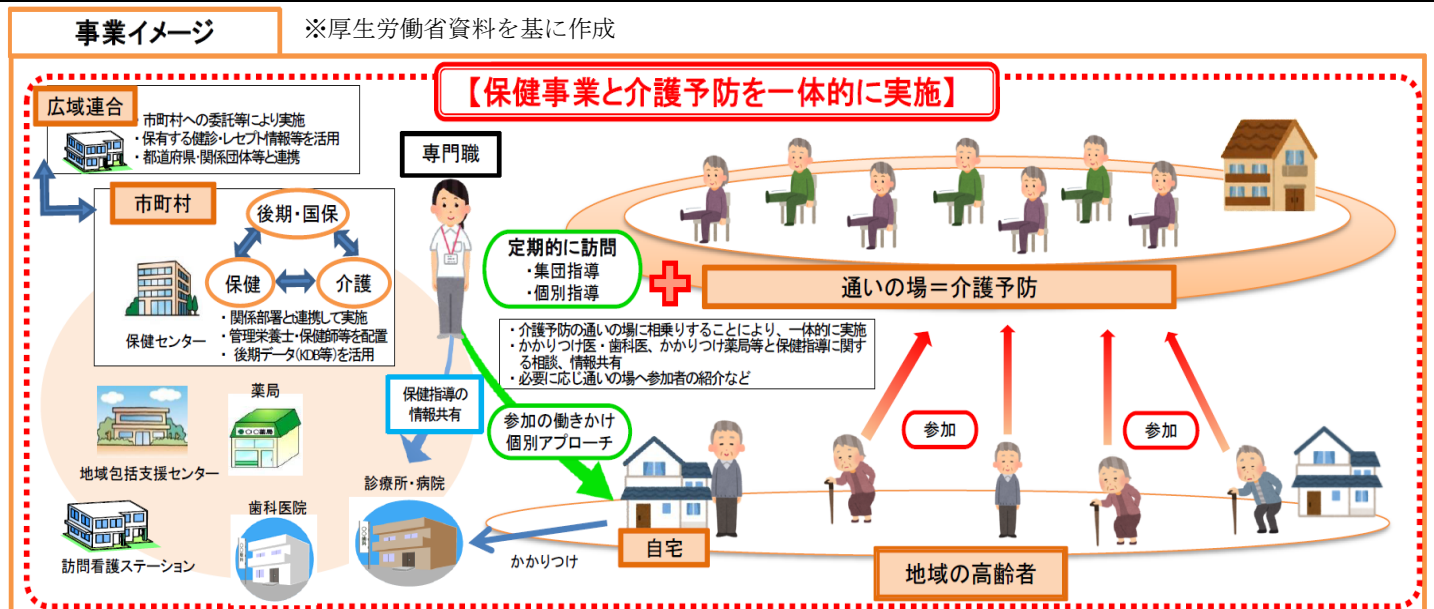 事業イメージ
※厚生労働省資料を基に作成
【保健事業と介護予防を一体的に実施】
広域連合
・市町村への委託等により実施
・保有する健診・レセプト情報等を活用
・都道府県・関係団体等と連携
専門職
市町村
後期・国保
保健
介護
・関係部署と連携して実施
・管理栄養士・保健師等を配置
・後期データ(KDB等)を活用
保健センター
定期的に訪問
・集団指導
・個別指導
通いの場＝介護予防
・介護予防の通いの場に相乗りすることにより、一体的に実施
・かかりつけ医・歯科医、かかりつけ薬局等と保健指導に関す
る相談、情報共有
・必要に応じ通いの場へ参加者の紹介など
保健指導の
情報共有
参加の働きかけ
個別アプローチ
参加
参加
薬局
地域包括支援センター
診療所・病院
歯科医院
訪問看護ステーション
かかりつけ
自宅
地域の高齢者